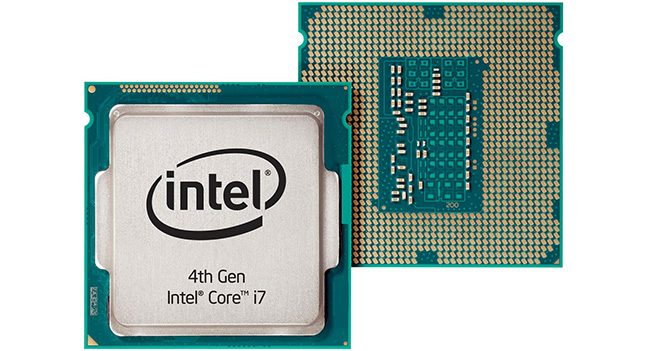 intel®
4th Gen
Intel® Core™ i7
200